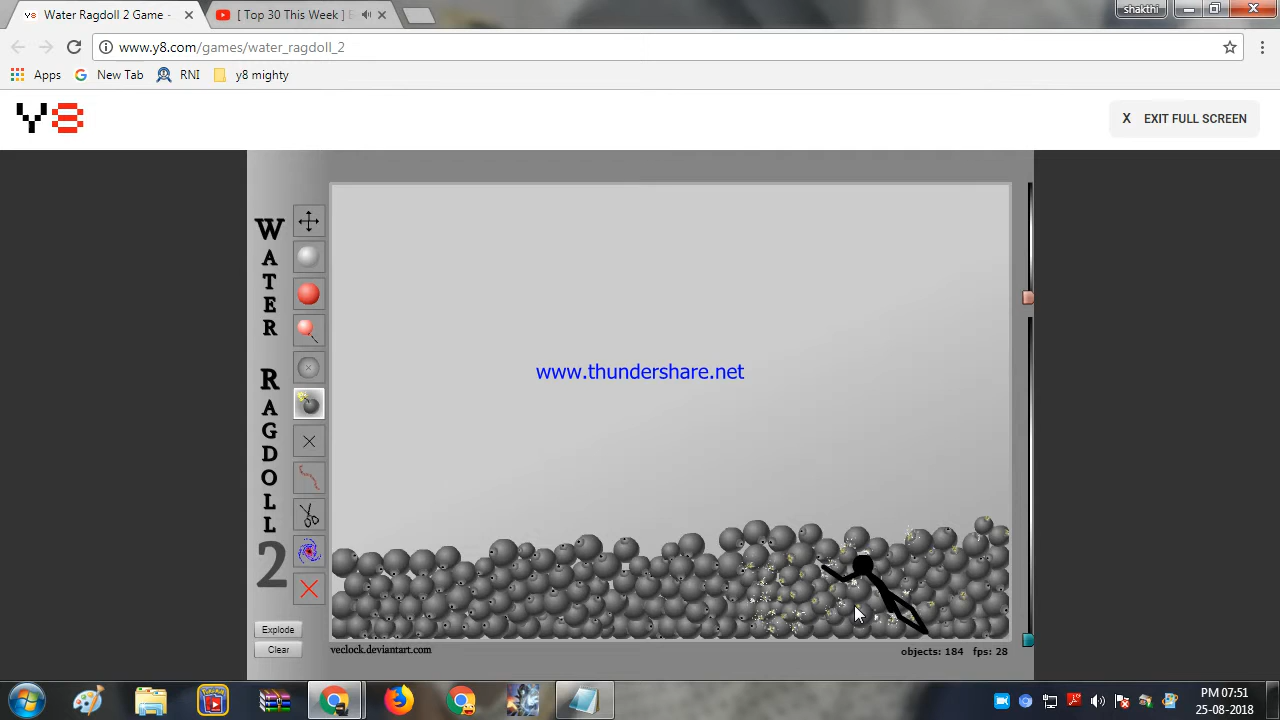 Water Ragdoll 2 Game -
[ Top 30 This Week ]
shakthi
www.y8.com/games/water_ragdoll_2
Apps
New Tab
RNI
y8 mighty
Y8
X EXIT FULL SCREEN
WATER RAGDOLL 2
www.thundershare.net
Explode
Clear
veclock.deviantart.com
objects: 184 fps: 28
PM 07:51
25-08-2018